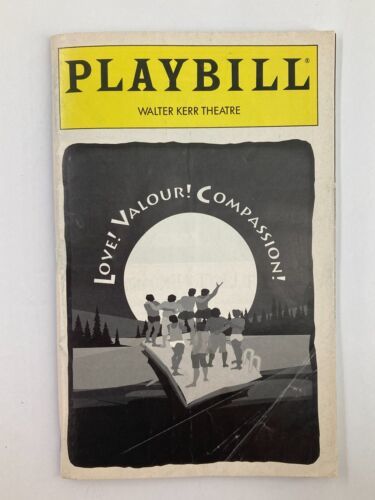 PLAYBILL®
WALTER KERR THEATRE
LOVE! VALOUR! COMPASSION!